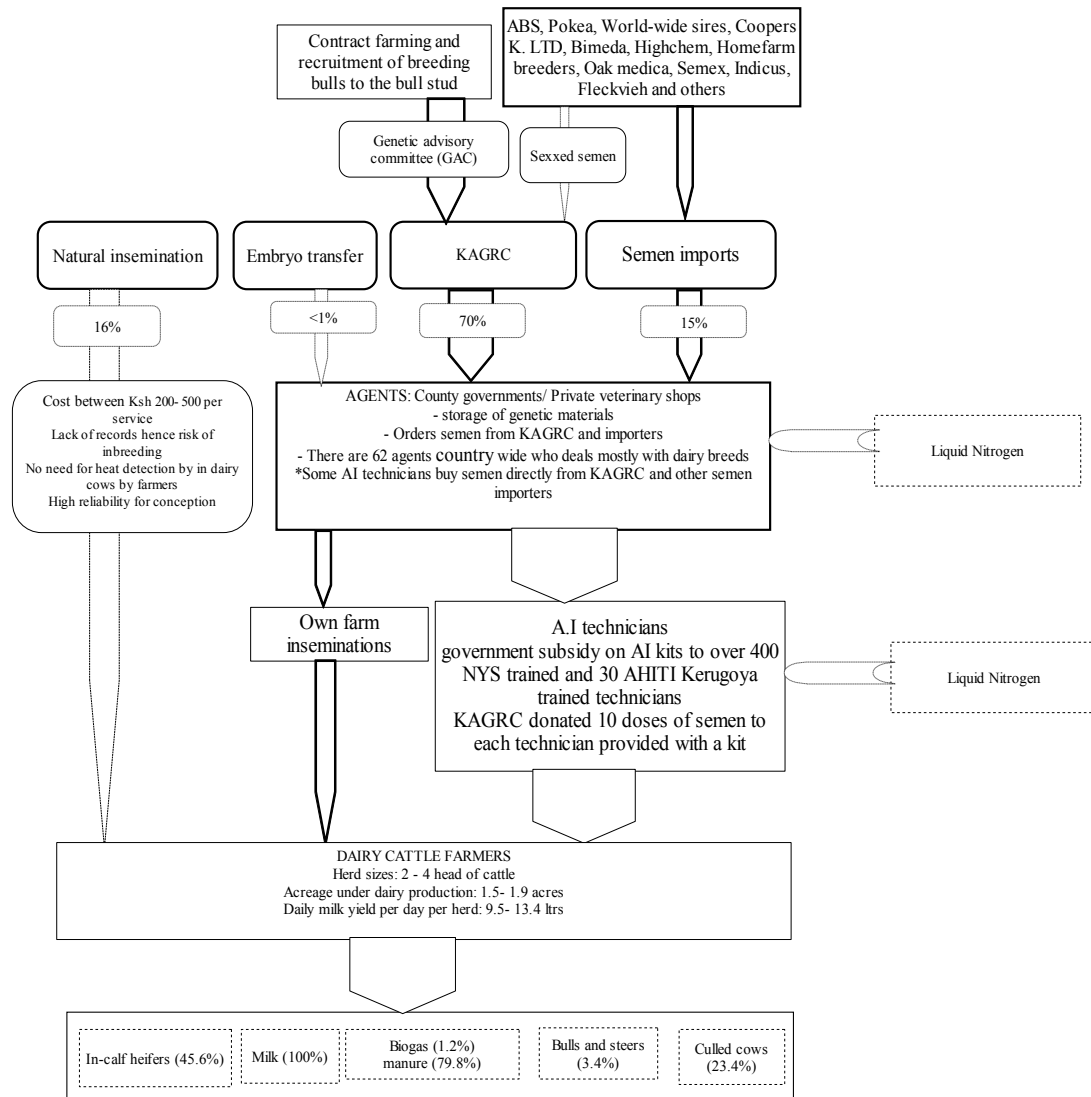 Contract farming and
recruitment of breeding
bulls to the bull stud
ABS, Pokea, World-wide sires, Coopers
K. LTD, Bimeda, Highchem, Homefarm
breeders, Oak medica, Semex, Indicus,
Fleckvieh and others
Genetic advisory
committee (GAC)
Sexxed semen
Natural insemination
Embryo transfer
KAGRC
Semen imports
16%
<1%
70%
15%
Cost between Ksh 200- 500 per
service
Lack of records hence risk of
inbreeding
No need for heat detection by in dairy
cows by farmers
High reliability for conception
AGENTS: County governments/ Private veterinary shops
- storage of genetic materials
- Orders semen from KAGRC and importers
- There are 62 agents country wide who deals mostly with dairy breeds
*Some AI technicians buy semen directly from KAGRC and other semen
importers
Liquid Nitrogen
Own farm
inseminations
A.I technicians
government subsidy on AI kits to over 400
NYS trained and 30 AHITI Kerugoya
trained technicians
KAGRC donated 10 doses of semen to
each technician provided with a kit
Liquid Nitrogen
DAIRY CATTLE FARMERS
Herd sizes: 2 - 4 head of cattle
Acreage under dairy production: 1.5- 1.9 acres
Daily milk yield per day per herd: 9.5- 13.4 ltrs
In-calf heifers (45.6%)
Milk (100%)
Biogas (1.2%)
manure (79.8%)
Bulls and steers
(3.4%)
Culled cows
(23.4%)